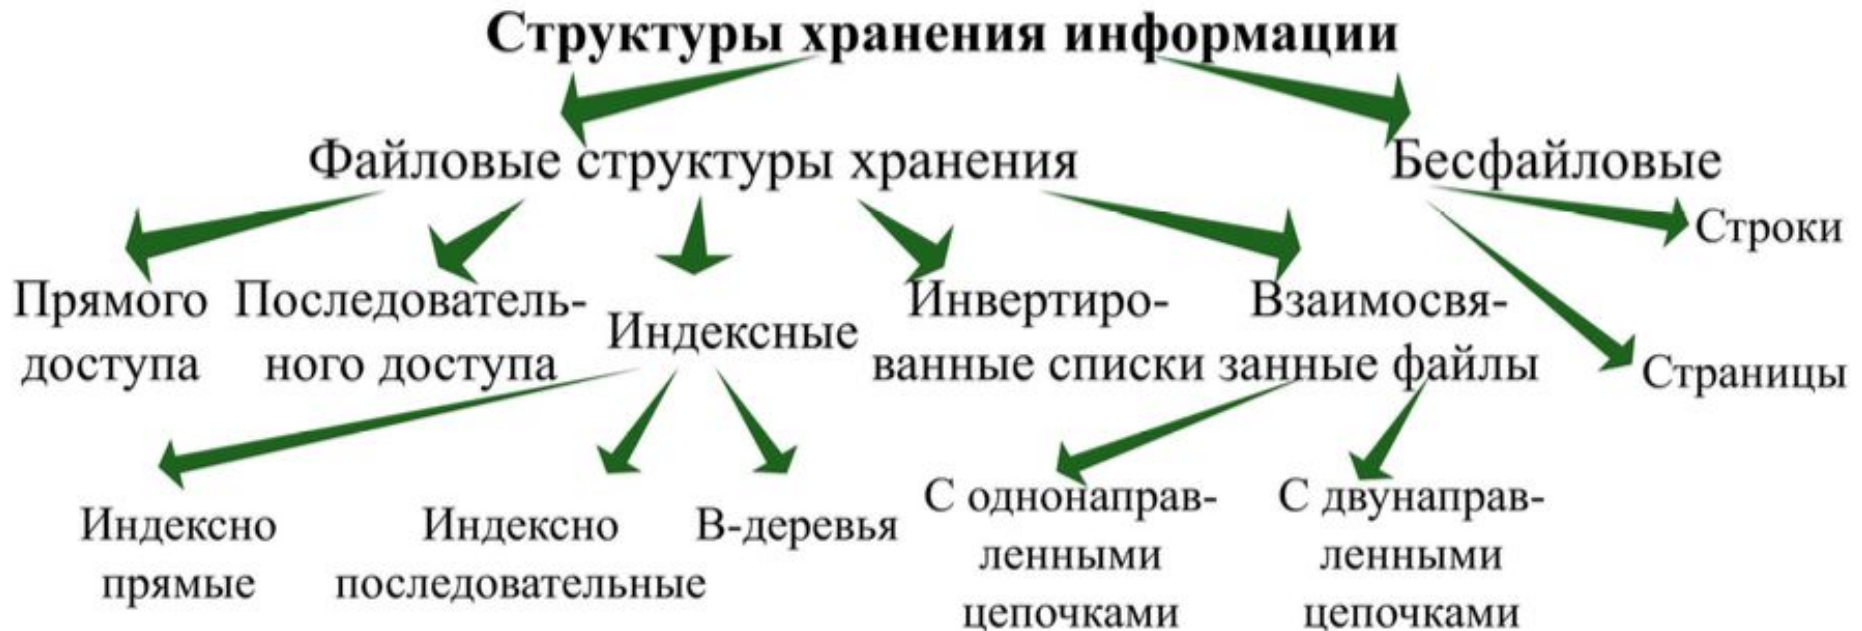 Структуры хранения информации
Файловые структуры хранения
Бесфайловые
Строки
Страницы
Прямого
доступа
Последователь-
ного доступа
Индексные
Инвертиро-
ванные списки
Взаимосвя-
занные файлы
Индексно
прямые
Индексно
последовательные
В-деревья
С однонаправ-
ленными
цепочками
С двунаправ-
ленными
цепочками